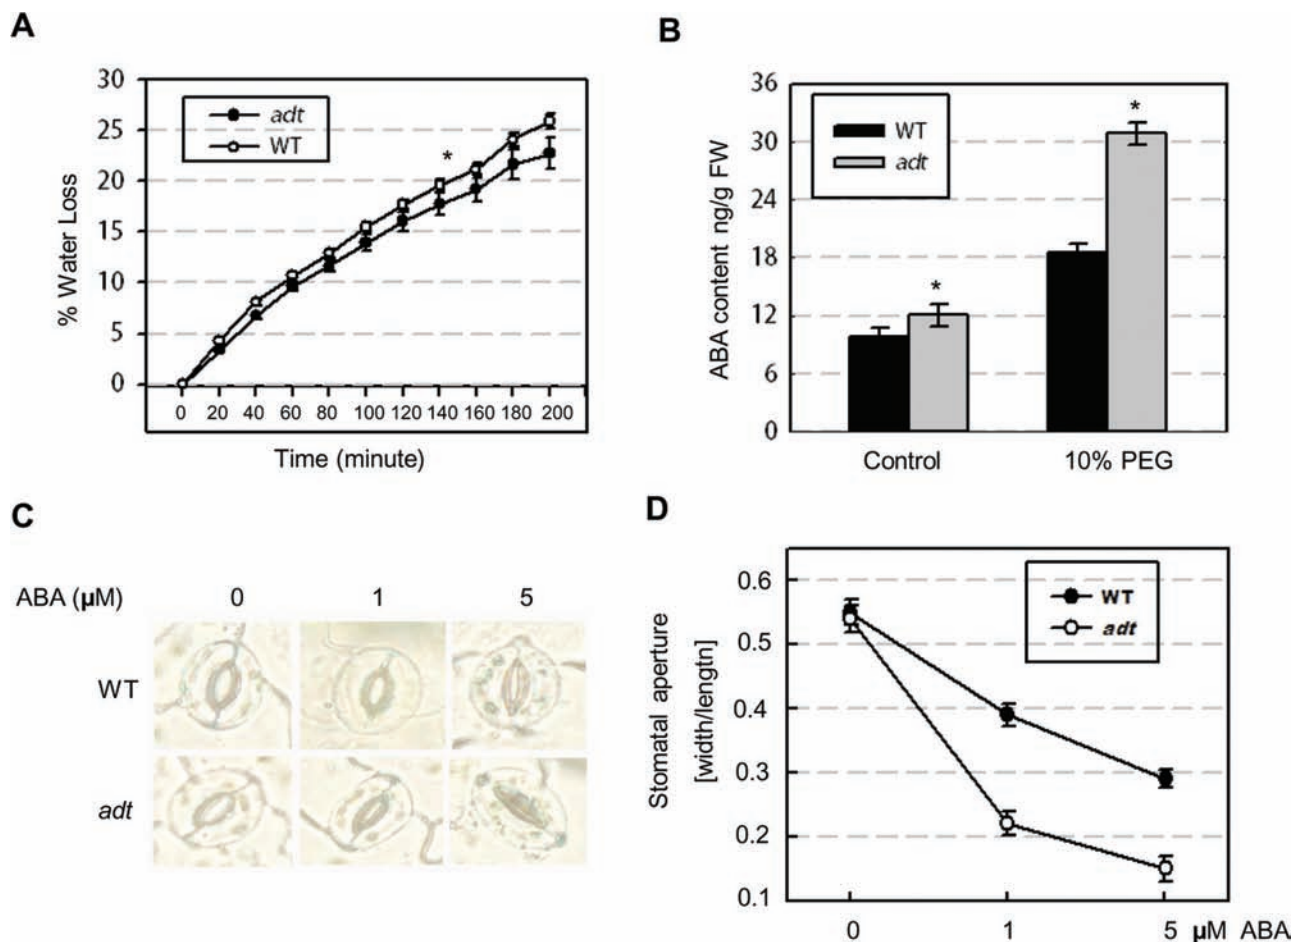 A
30
25
20
15
10
5
0
% Water Loss
adt
WT
*
0 20 40 60 80 100 120 140 160 180 200
Time (minute)
B
36
30
24
18
12
6
0
ABA content ng/g FW
WT
adt
*
*
Control 10% PEG
C
ABA (µM) 0 1 5
WT
adt
D
0.6
0.5
0.4
0.3
0.2
0.1
Stomatal aperture
[width/length]
WT
adt
0 1 5 µM ABA